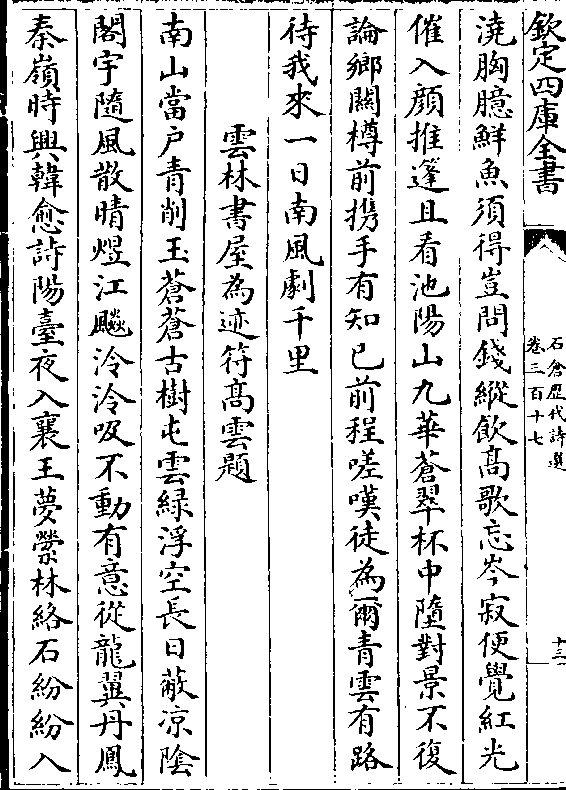 欽定四庫全書
石倉歷代詩選
卷三百十七
十三
澆胸臆鮮魚須得豈問錢縱飲髙歌忘岑寂便覺紅光
催入顔推篷且看池陽山九華蒼翠杯中墮對景不復
論鄉關樽前携手有知已前程嗟嘆徒為爾青雲有路
待我來一日南風劇千里
雲林書屋為迹符髙雲題
南山當户青削玉蒼蒼古樹屯雲緑浮空長日蔽凉陰
閣宇隨風散晴煜江飈泠泠吸不動有意從龍翼丹鳳
秦嶺時興韓愈詩陽臺夜入襄王夢縈林絡石紛紛入